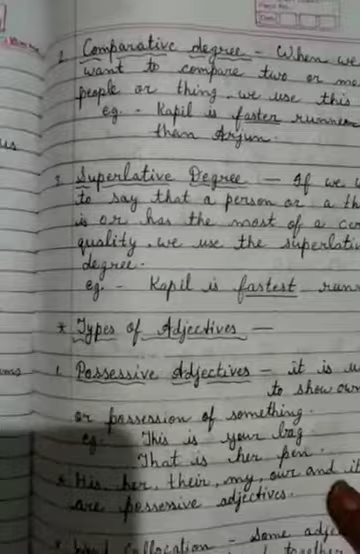 2. Comparative degree - When we
want to compare two or
people or thing, we use this
eg. - Kapil is faster runner
than Arjun.
3. Superlative Degree - If we
to say that a person or a
is or has the most of a
quality, we use the
degree.
eg. - Kapil is fastest
* Types of Adjectives -
1. Possessive Adjectives - it is
to show
or possession of something.
eg. This is your bag
That is her pen.
* His, her, their, my, our and
are possessive adjectives.
* collocation - some